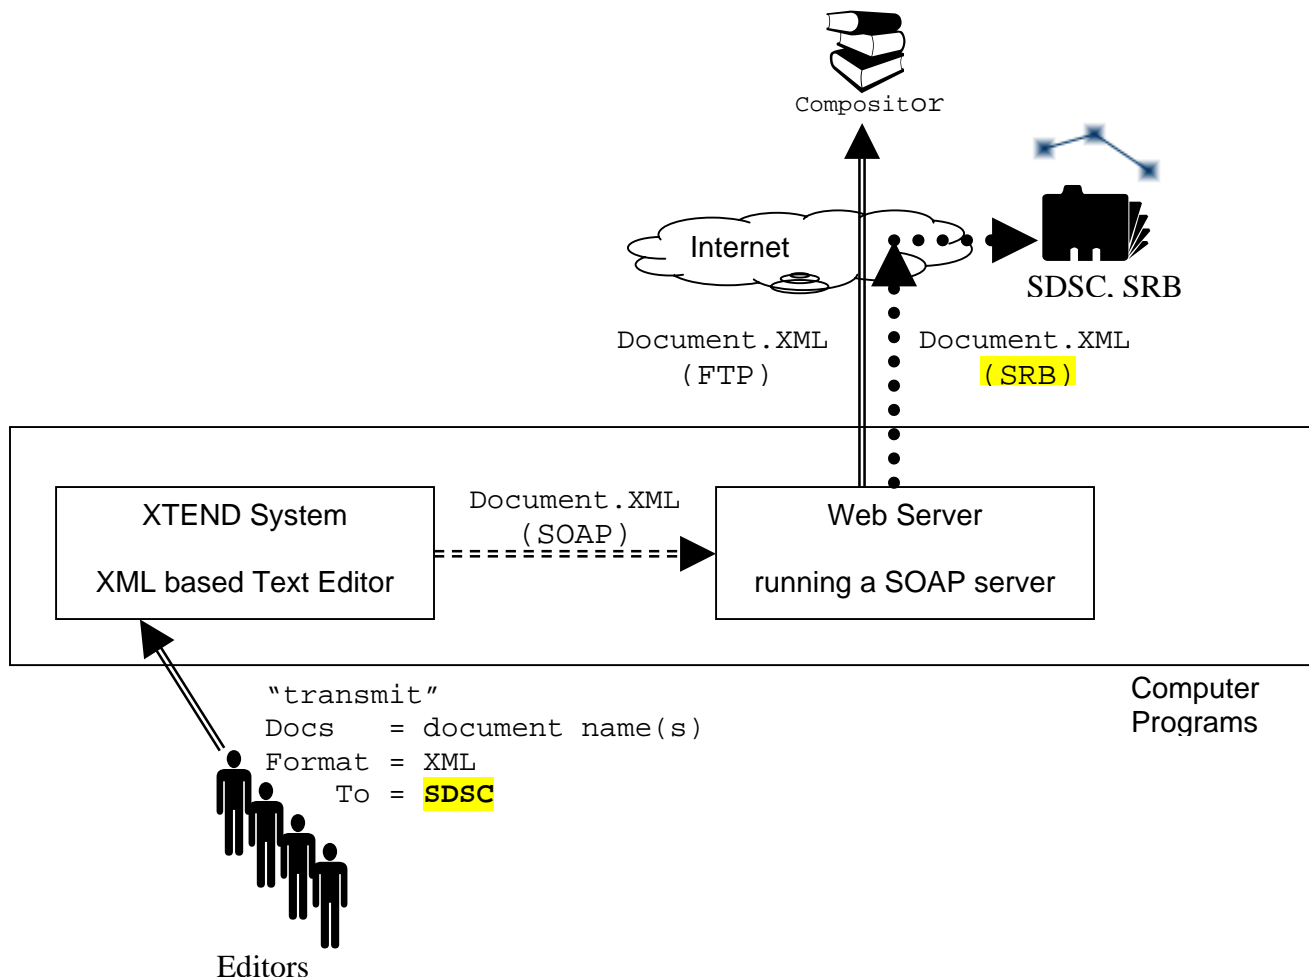 Compositor
Internet
SDSC, SRB
Document.XML
(FTP)
Document.XML
(SRB)
XTEND System
XML based Text Editor
Document.XML
(SOAP)
Web Server
running a SOAP server
Computer
Programs
“transmit”
Docs   = document name(s)
Format = XML
To = SDSC
Editors